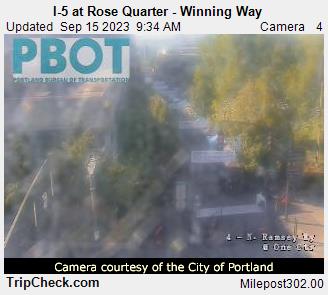 I-5 at Rose Quarter - Winning Way
Updated Sep 15 2023 9:34 AM Camera 4
PBOT
PORTLAND BUREAU OF TRANSPORTATION
4 - N. Ramsey Wy
@ One Ctr
Camera courtesy of the City of Portland
TripCheck.com Milepost302.00